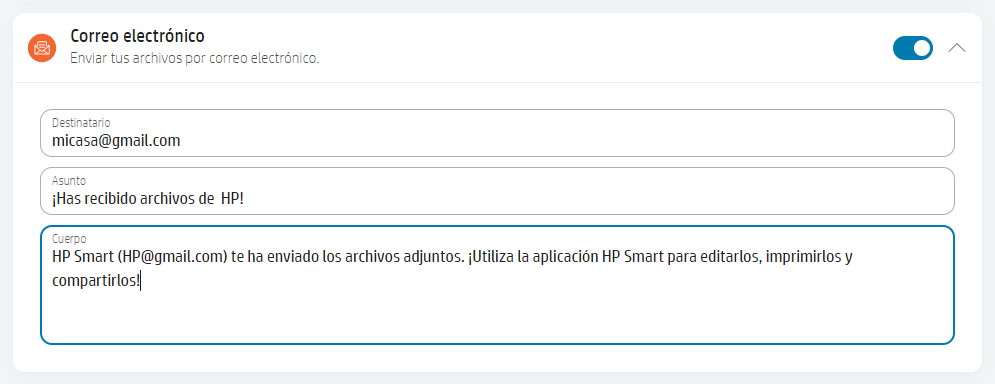 Correo electrónico
Enviar tus archivos por correo electrónico.
Destinatario
micasa@gmail.com
Asunto
¡Has recibido archivos de  HP!
Cuerpo
HP Smart (HP@gmail.com) te ha enviado los archivos adjuntos. ¡Utiliza la aplicación HP Smart para editarlos, imprimirlos y
compartirlos!